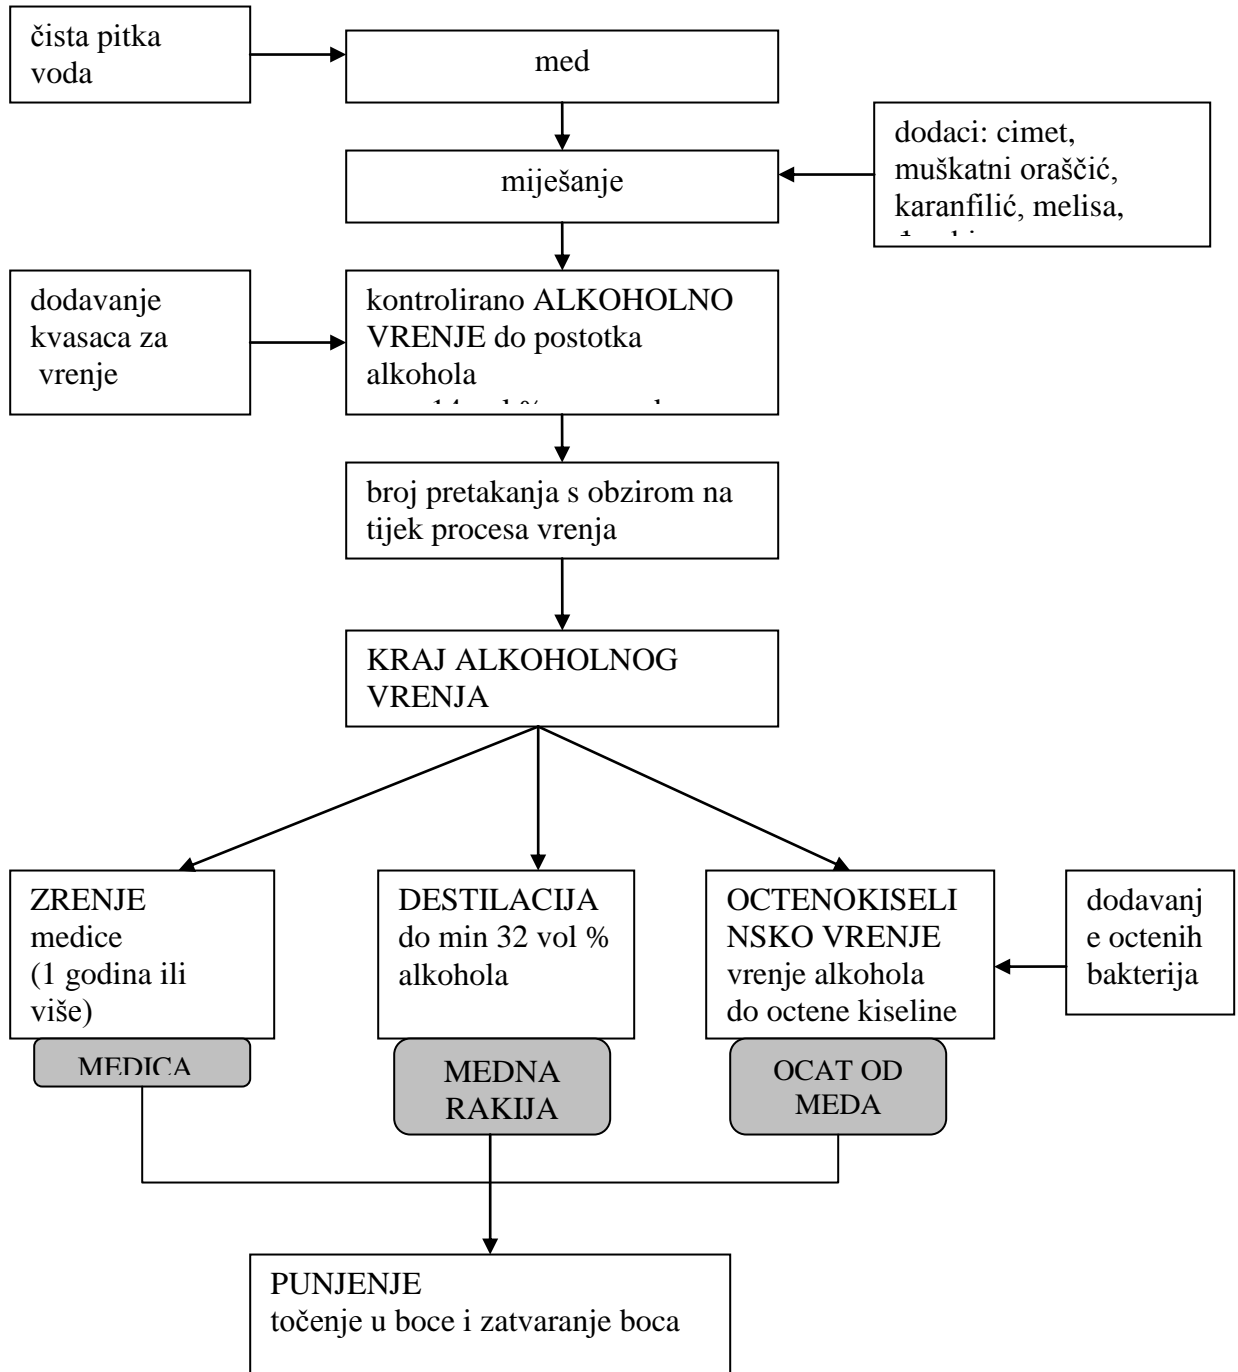 čista pitka
voda
med
dodaci: cimet,
muškatni oraščić,
karanfilić, melisa,
miješanje
dodavanje
kvasaca za
vrenje
kontrolirano ALKOHOLNO
VRENJE do postotka
alkohola
broj pretakanja s obzirom na
tijek procesa vrenja
KRAJ ALKOHOLNOG
VRENJA
ZRENJE
medice
(1 godina ili
više)
MEDICA
DESTILACIJA
do min 32 vol %
alkohola
MEDNA
RAKIJA
OCTENOKISELI
NSKO VRENJE
vrenje alkohola
do octene kiseline
OCAT OD
MEDA
dodavanj
e octenih
bakterija
PUNJENJE
točenje u boce i zatvaranje boca